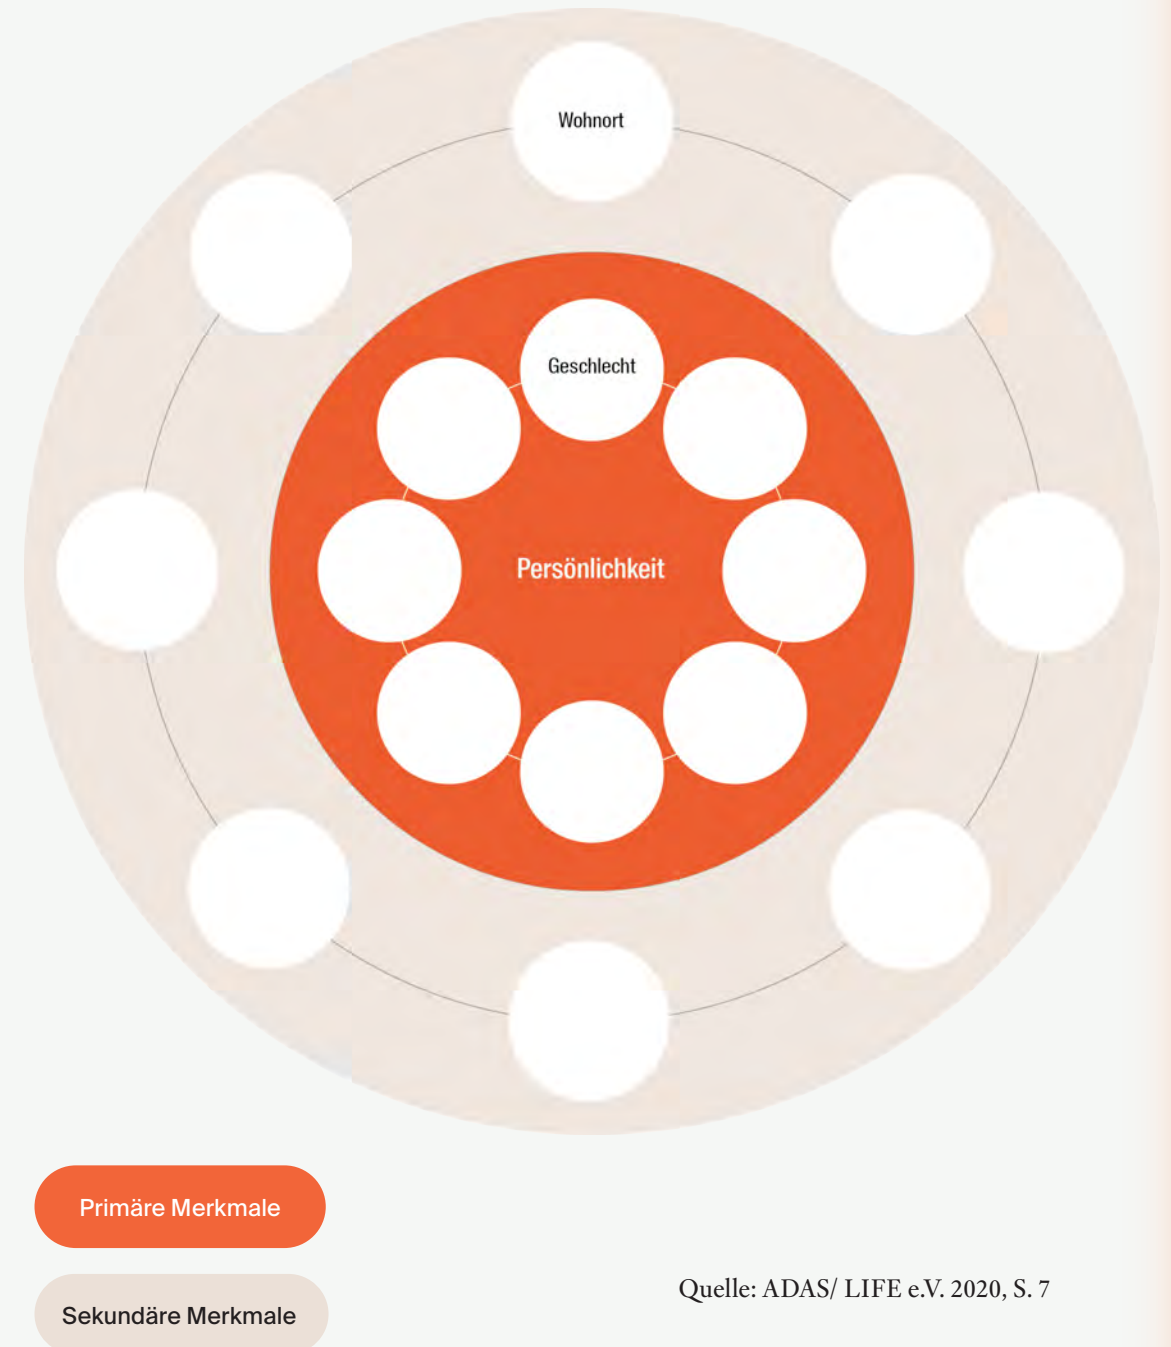 Wohnort
Geschlecht
Persönlichkeit
Primäre Merkmale
Quelle: ADAS/ LIFE e.V. 2020, S. 7
Sekundäre Merkmale